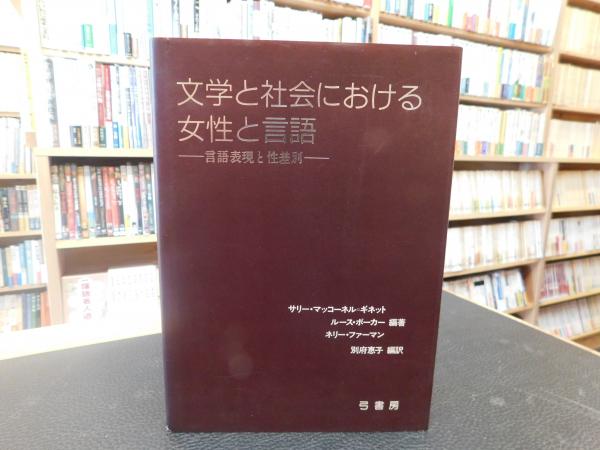 文学と社会における
女性と言語
──言語表現と性差別──
サリー・マッコーネル=ギネット
ルース・ボーカー 編著
ネリー・ファーマン
別府恵子 編訳
弓書房